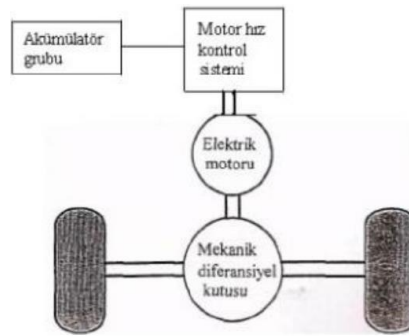 Akümülatör
grubu
Motor hız
kontrol
sistemi
Elektrik
motoru
Mekanik
diferansiyel
kutusu